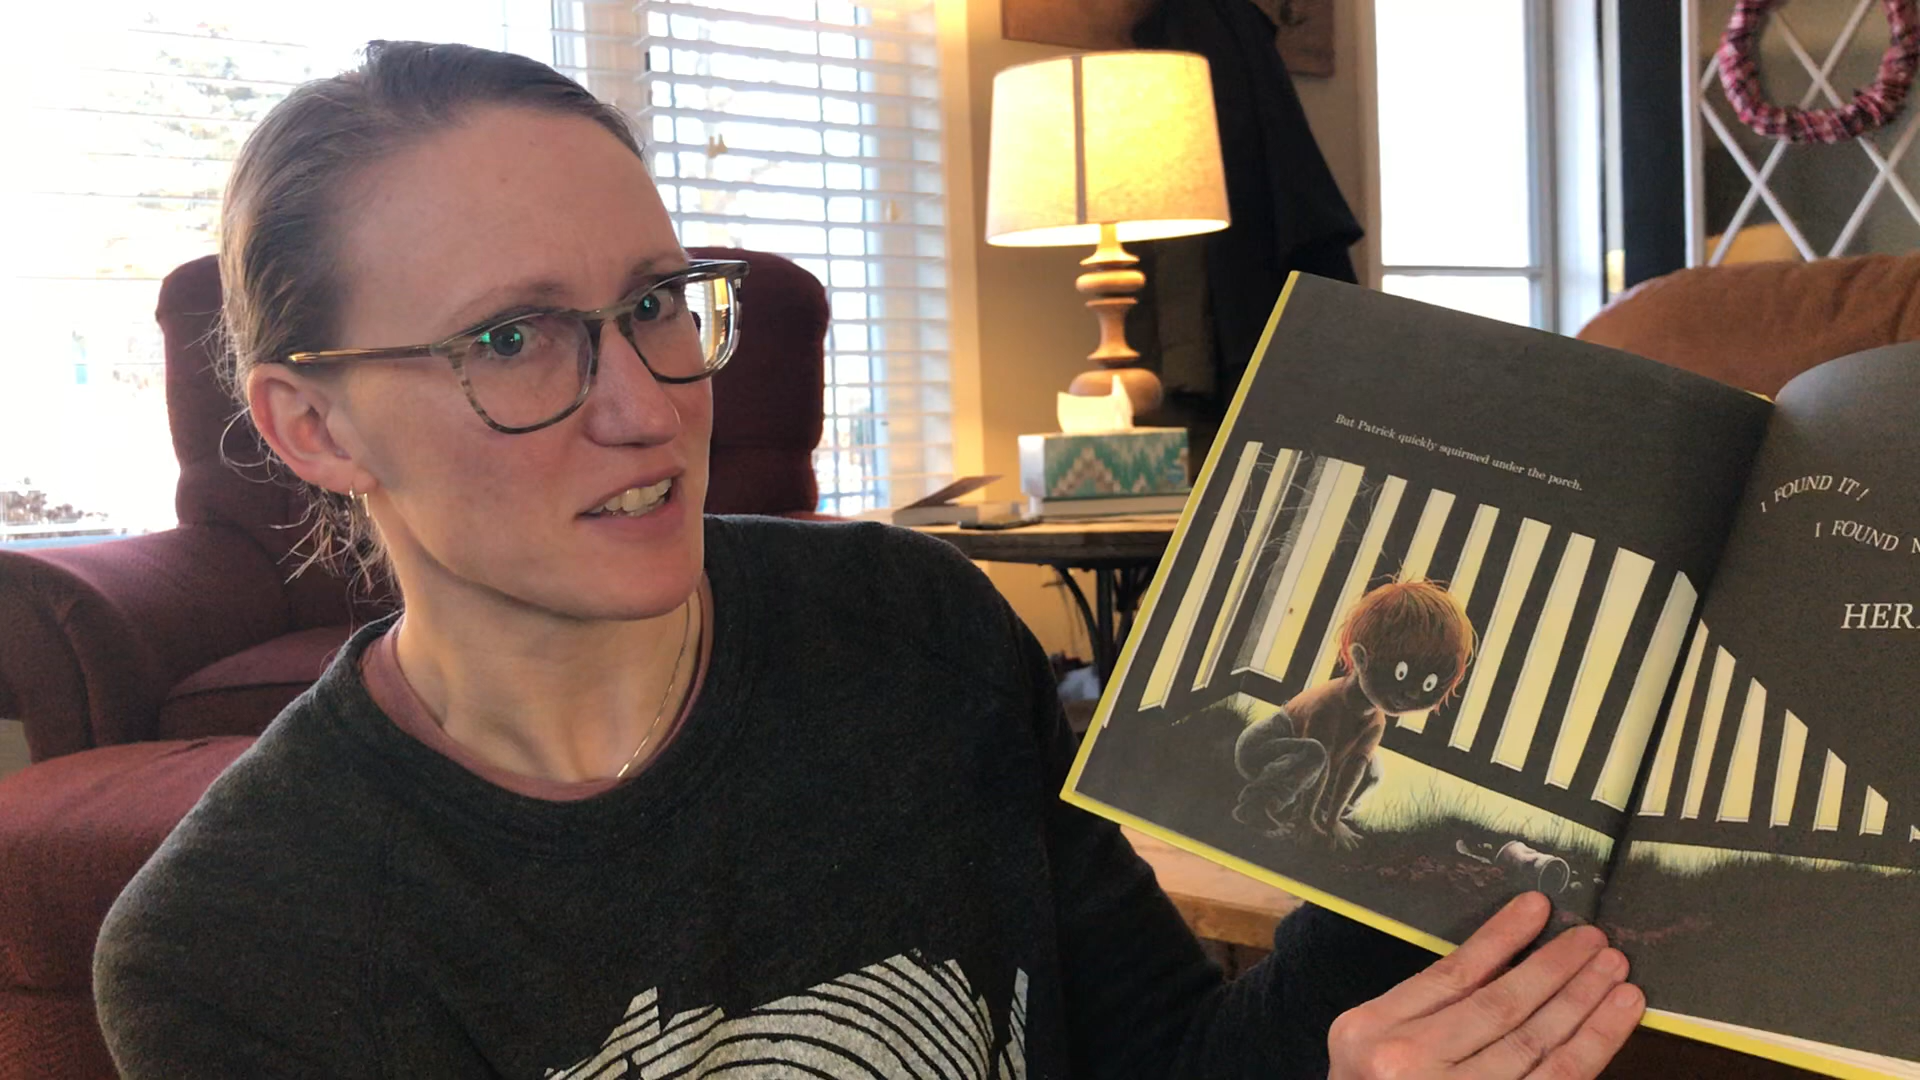 But Patrick quickly squirmed under the porch.
I FOUND IT!
I FOUND